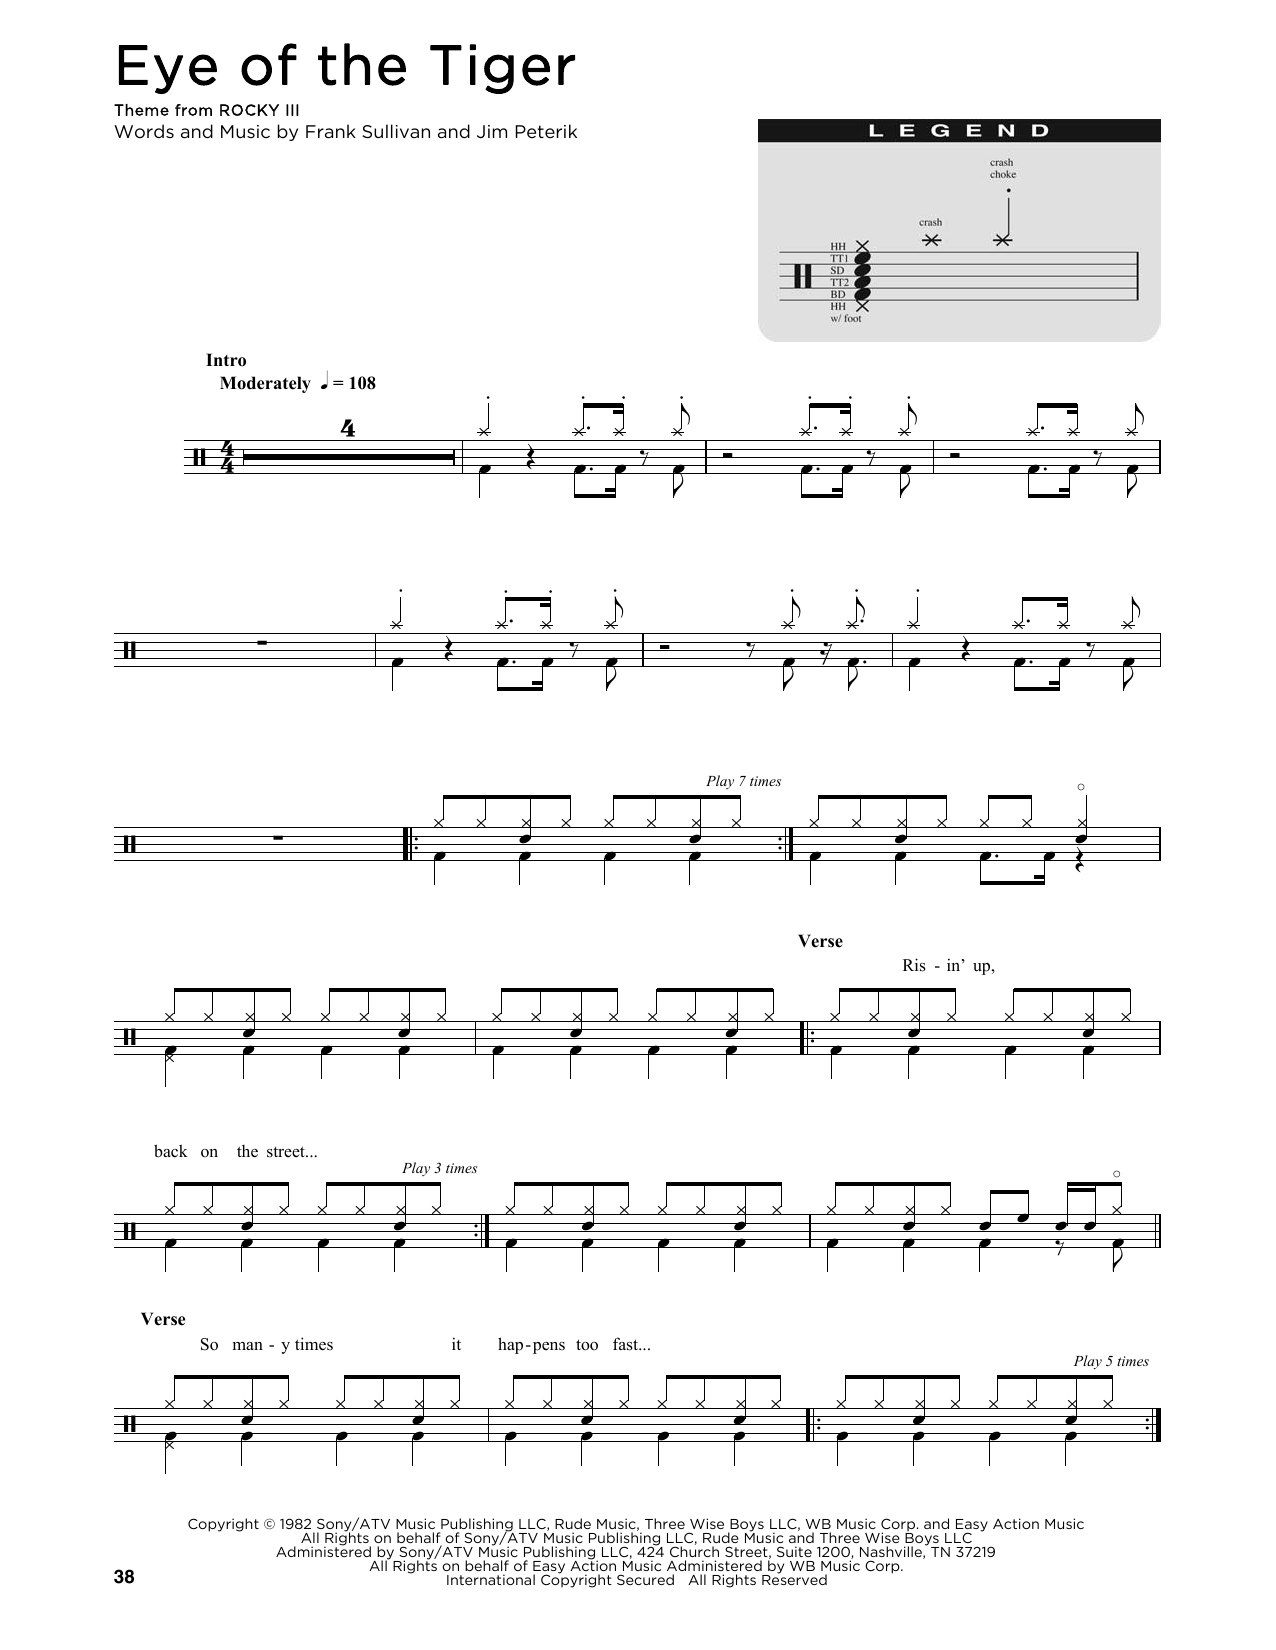 Eye of the Tiger
Theme from ROCKY III
Words and Music by Frank Sullivan and Jim Peterik
LEGEND
crash
choke
crash
HH
TT1
SD
TT2
BD
HH
w/ foot
Intro
Moderately ♩ = 108
4
4
4
Play 7 times
Verse
Ris - in' up,
back on the street...
Play 3 times
Verse
So man - y times it hap - pens too fast...
Play 5 times
Copyright © 1982 Sony/ATV Music Publishing LLC, Rude Music, Three Wise Boys LLC, WB Music Corp. and Easy Action Music
All Rights on behalf of Sony/ATV Music Publishing LLC, Rude Music and Three Wise Boys LLC
Administered by Sony/ATV Music Publishing LLC, 424 Church Street, Suite 1200, Nashville, TN 37219
All Rights on behalf of Easy Action Music Administered by WB Music Corp.
International Copyright Secured All Rights Reserved
38